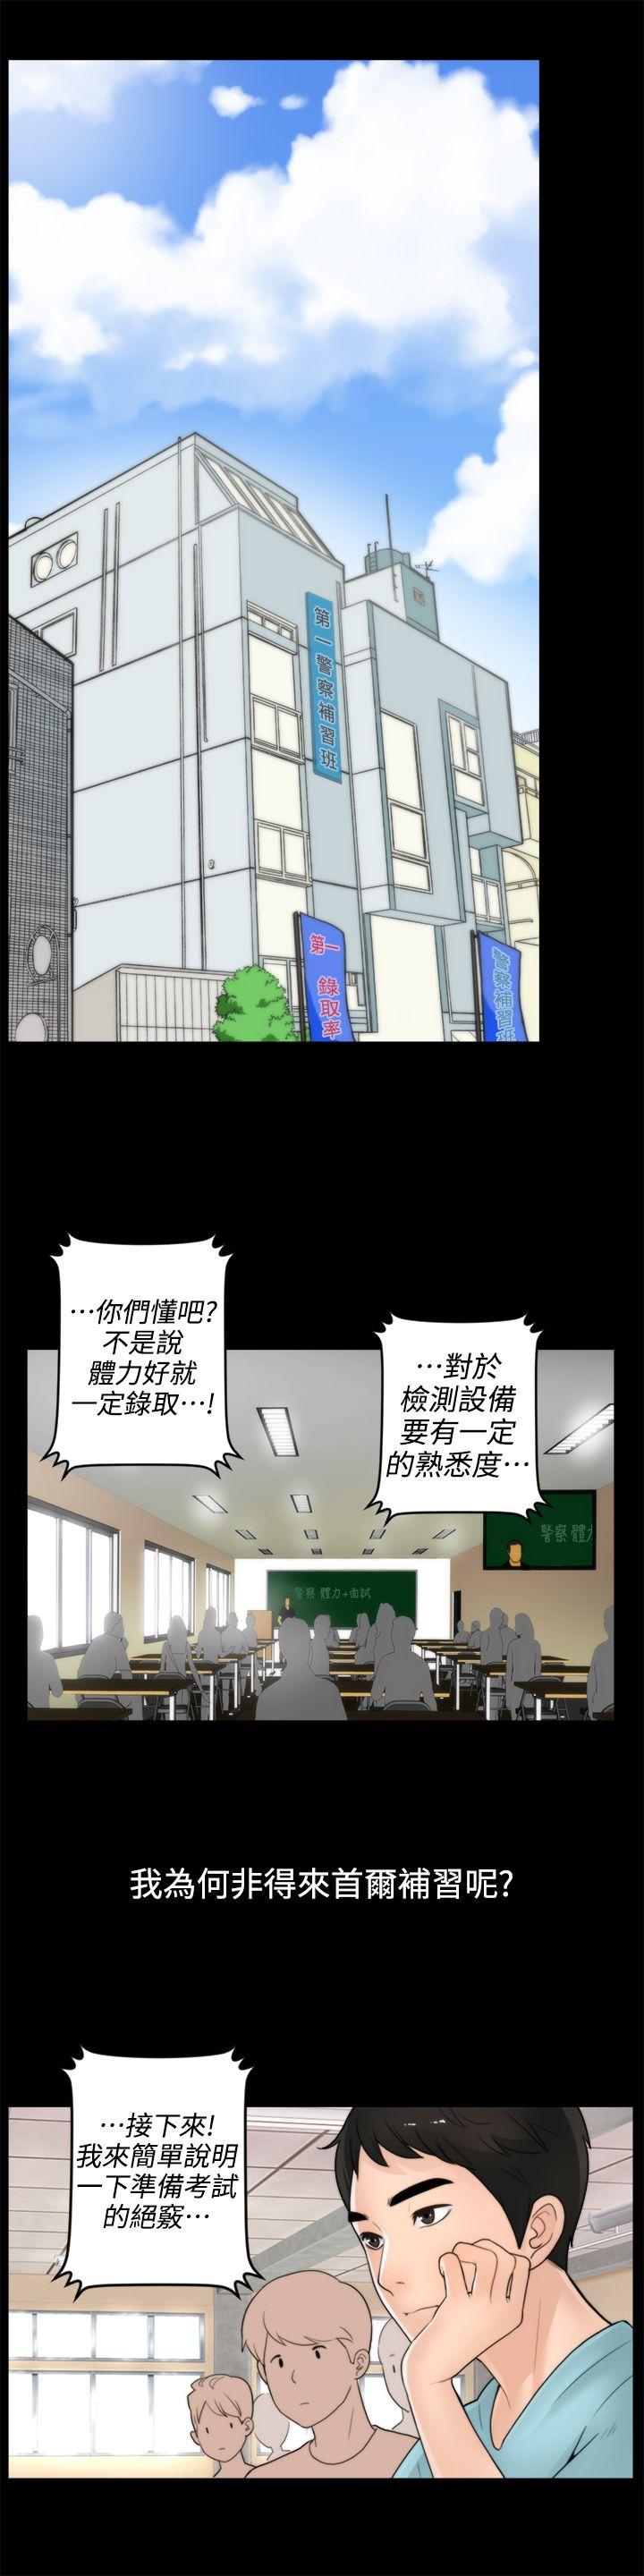 第一警察補習班
第一
錄取率
警察補習班
…你們懂吧?
不是說
體力好就
一定錄取…!
…對於
檢測設備
要有一定
的熟悉度…
警察 體力
警察 體力+面試
我為何非得來首爾補習呢?
…接下來!
我來簡單說明
一下準備考試
的絕竅…